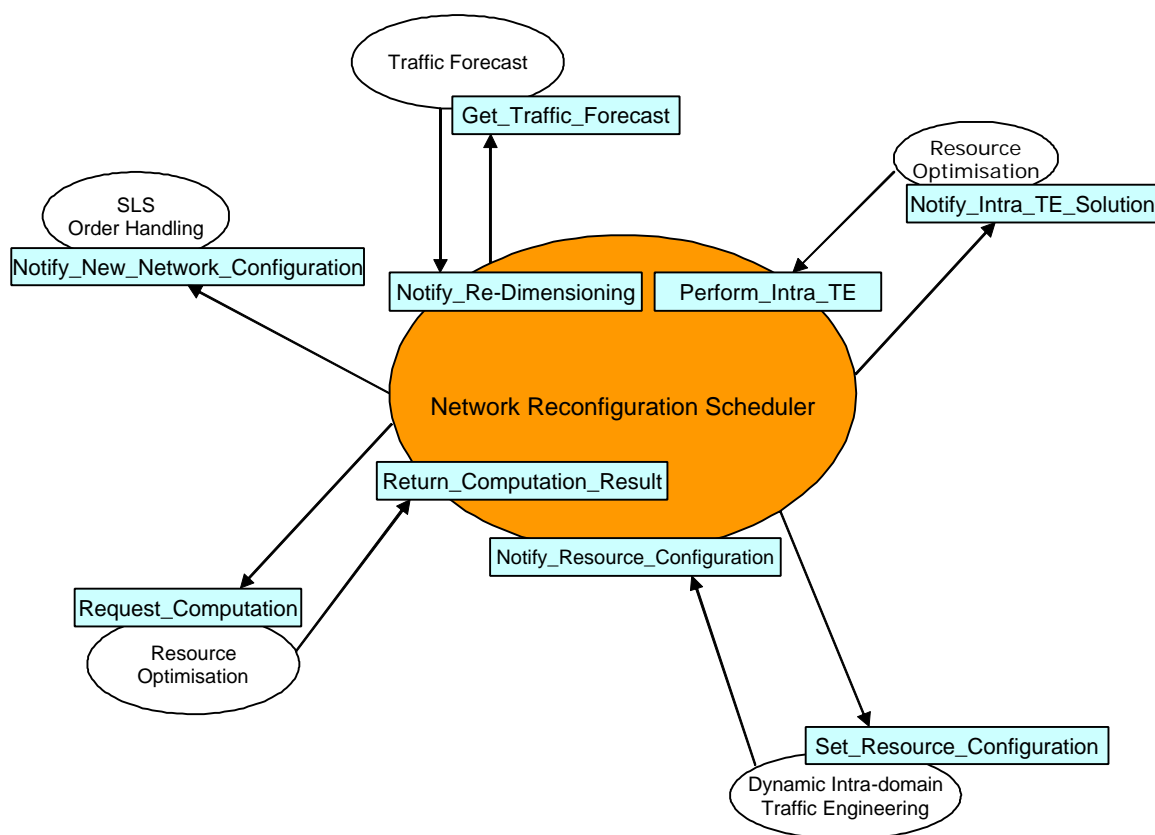 Traffic Forecast
Get_Traffic_Forecast
Resource
Optimisation
Notify_Intra_TE_Solution
SLS
Order Handling
Notify_New_Network_Configuration
Notify_Re-Dimensioning
Perform_Intra_TE
Network Reconfiguration Scheduler
Return_Computation_Result
Notify_Resource_Configuration
Request_Computation
Resource
Optimisation
Set_Resource_Configuration
Dynamic Intra-domain
Traffic Engineering